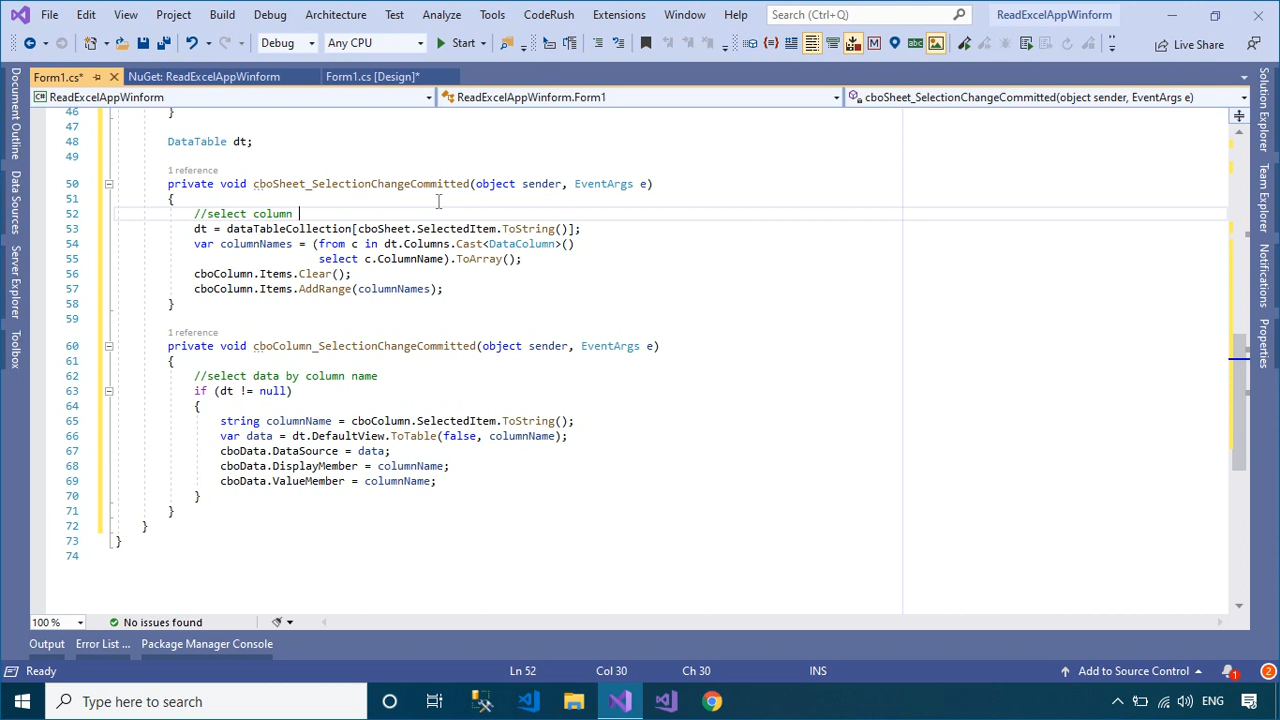 File Edit View Project Build Debug Architecture Test Analyze Tools CodeRush Extensions Window Help Search (Ctrl+Q) ReadExcelAppWinform
Debug Any CPU Start Live Share
Form1.cs* NuGet: ReadExcelAppWinform Form1.cs [Design]*
ReadExcelAppWinform ReadExcelAppWinform.Form1 cboSheet_SelectionChangeCommitted(object sender, EventArgs e)
Document Outline
Data Sources
Server Explorer
Toolbox
46 }
47
48 DataTable dt;
49
1 reference
50 private void cboSheet_SelectionChangeCommitted(object sender, EventArgs e)
51 {
52 //select column
53 dt = dataTableCollection[cboSheet.SelectedItem.ToString()];
54 var columnNames = (from c in dt.Columns.Cast<DataColumn>()
55 select c.ColumnName).ToArray();
56 cboColumn.Items.Clear();
57 cboColumn.Items.AddRange(columnNames);
58 }
59
1 reference
60 private void cboColumn_SelectionChangeCommitted(object sender, EventArgs e)
61 {
62 //select data by column name
63 if (dt != null)
64 {
65 string columnName = cboColumn.SelectedItem.ToString();
66 var data = dt.DefaultView.ToTable(false, columnName);
67 cboData.DataSource = data;
68 cboData.DisplayMember = columnName;
69 cboData.ValueMember = columnName;
70 }
71 }
72 }
73 }
74
Solution Explorer
Team Explorer
Notifications
Properties
100 % No issues found
Output Error List ... Package Manager Console
Ready Ln 52 Col 30 Ch 30 INS Add to Source Control 1 2
Type here to search ENG